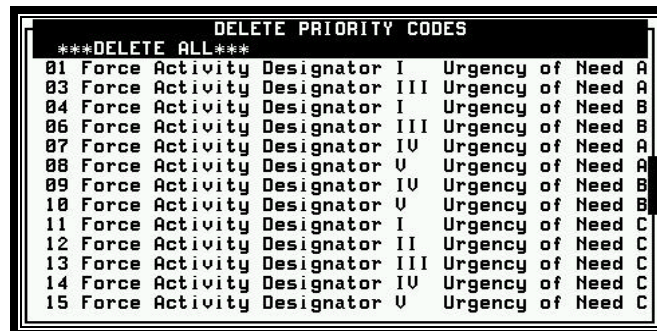 DELETE PRIORITY CODES
***DELETE ALL***
01 Force Activity Designator I Urgency of Need A
03 Force Activity Designator III Urgency of Need A
04 Force Activity Designator I Urgency of Need B
06 Force Activity Designator III Urgency of Need B
07 Force Activity Designator IV Urgency of Need A
08 Force Activity Designator V Urgency of Need A
09 Force Activity Designator IV Urgency of Need B
10 Force Activity Designator V Urgency of Need B
11 Force Activity Designator I Urgency of Need C
12 Force Activity Designator II Urgency of Need C
13 Force Activity Designator III Urgency of Need C
14 Force Activity Designator IV Urgency of Need C
15 Force Activity Designator V Urgency of Need C